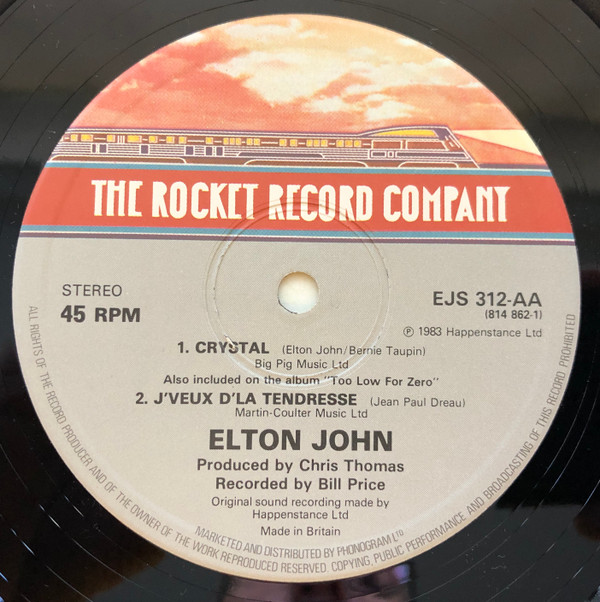 THE ROCKET RECORD COMPANY
STEREO
45 RPM
EJS 312-AA
(814 862-1)
℗ 1983 Happenstance Ltd
1. CRYSTAL (Elton John/Bernie Taupin)
Big Pig Music Ltd
Also included on the album "Too Low For Zero"
2. J'VEUX D'LA TENDRESSE (Jean Paul Dreau)
Martin-Coulter Music Ltd
ELTON JOHN
Produced by Chris Thomas
Recorded by Bill Price
Original sound recording made by
Happenstance Ltd
Made in Britain
MARKETED AND DISTRIBUTED BY PHONOGRAM LTD.
ALL RIGHTS OF THE RECORD PRODUCER AND OF THE OWNER OF THE WORK REPRODUCED RESERVED. COPYING, PUBLIC PERFORMANCE AND BROADCASTING OF THIS RECORD PROHIBITED